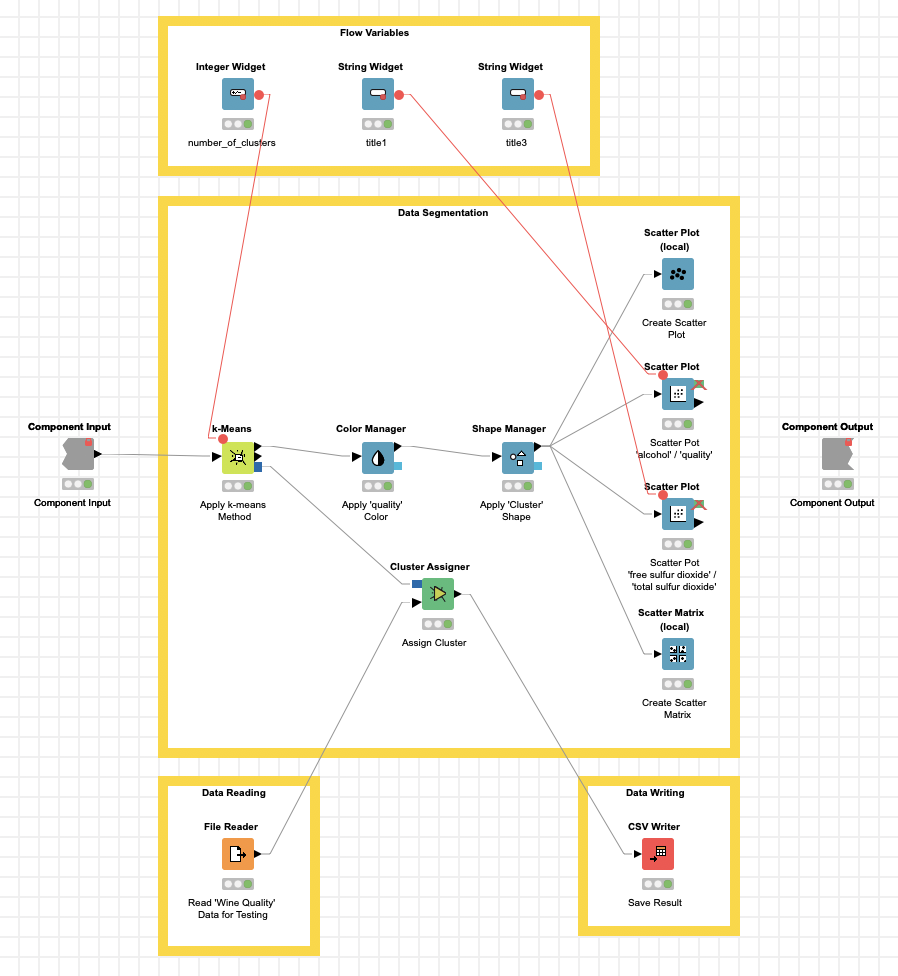 Flow Variables
Integer Widget
String Widget
String Widget
number_of_clusters
title1
title3
Data Segmentation
Scatter Plot
(local)
Create Scatter
Plot
Scatter Plot
Scatter Pot
'alcohol' / 'quality'
Component Input
Component Input
k-Means
Apply k-means
Method
Color Manager
Apply 'quality'
Color
Shape Manager
Apply 'Cluster'
Shape
Component Output
Component Output
Scatter Plot
Scatter Pot
'free sulfur dioxide' /
'total sulfur dioxide'
Cluster Assigner
Assign Cluster
Scatter Matrix
(local)
Create Scatter
Matrix
Data Reading
File Reader
Read 'Wine Quality'
Data for Testing
Data Writing
CSV Writer
Save Result